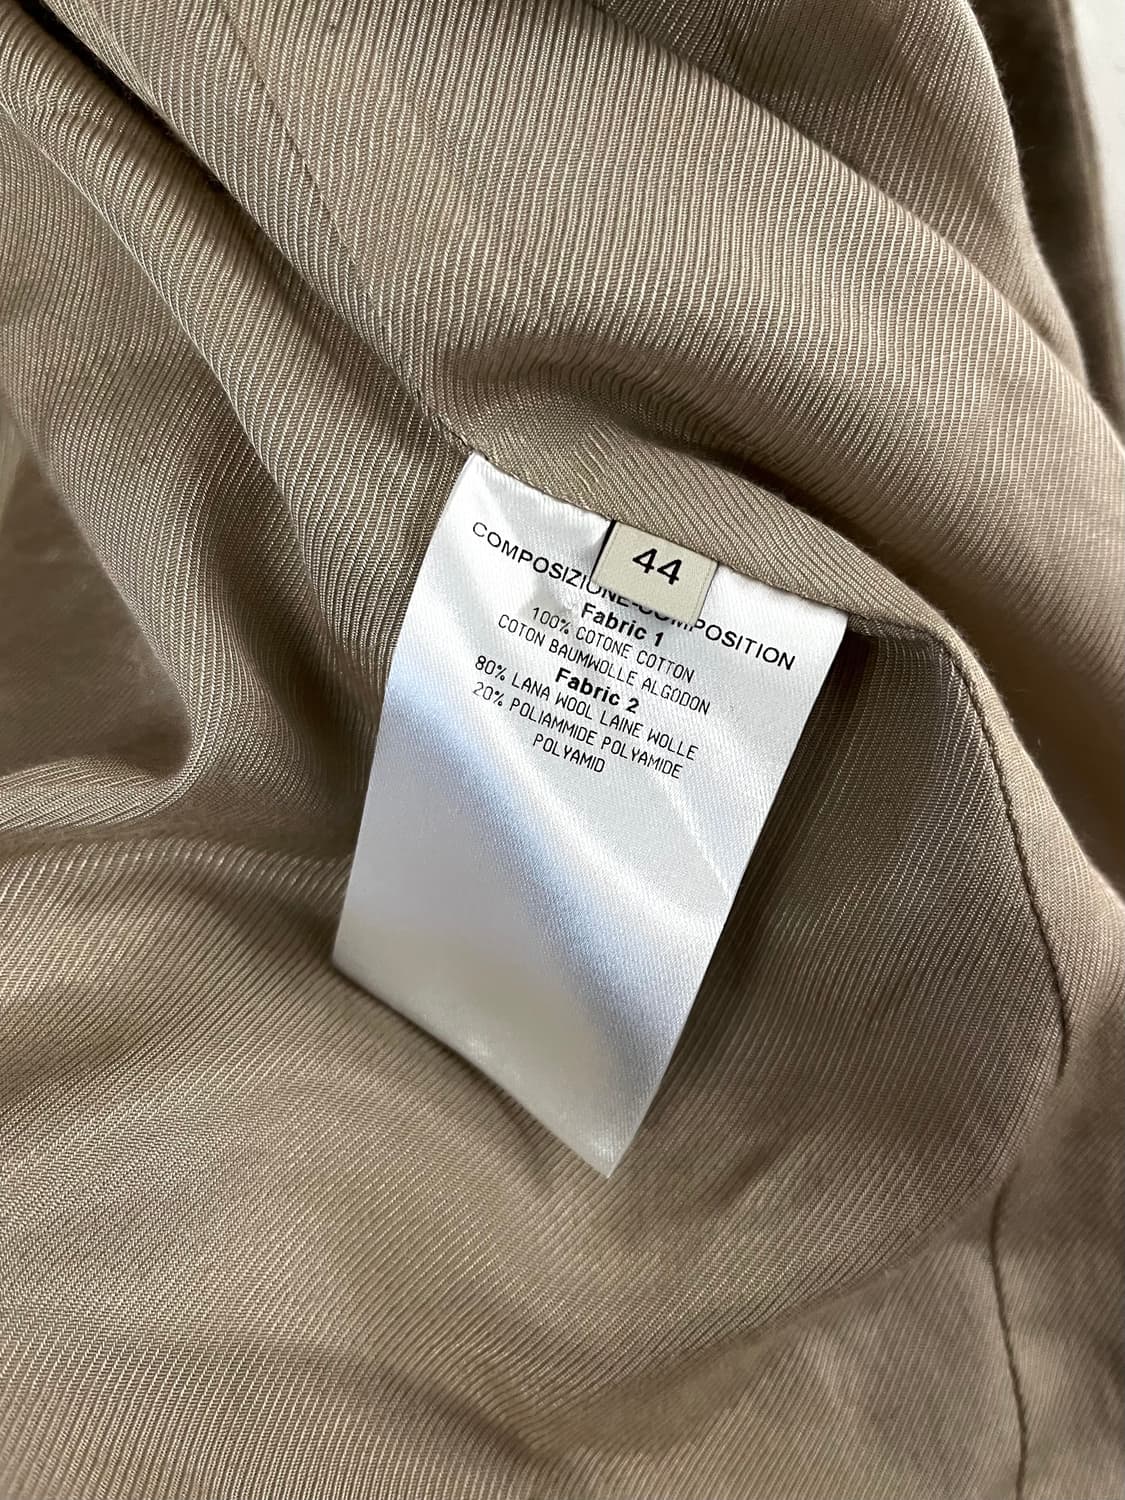 44
COMPOSIZIONE-COMPOSITION
Fabric 1
100% COTONE COTTON
COTON BAUMWOLLE ALGODON
Fabric 2
80% LANA WOOL LAINE WOLLE
20% POLIAMMIDE POLYAMIDE
POLYAMID